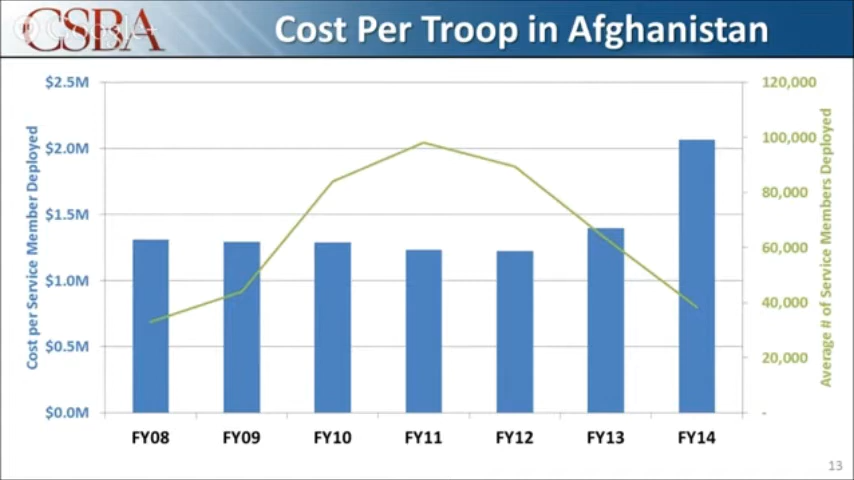 Google+
CSBA
Cost Per Troop in Afghanistan
$2.5M
$2.0M
$1.5M
$1.0M
$0.5M
$0.0M
Cost per Service Member Deployed
120,000
100,000
80,000
60,000
40,000
20,000
-
Average # of Service Members Deployed
FY08 FY09 FY10 FY11 FY12 FY13 FY14
13